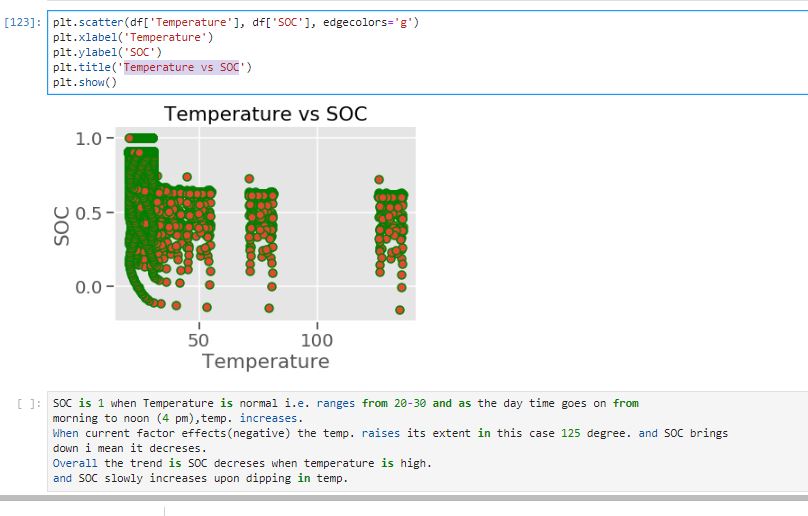 [123]: plt.scatter(df['Temperature'], df['SOC'], edgecolors='g')
plt.xlabel('Temperature')
plt.ylabel('SOC')
plt.title('Temperature vs SOC')
plt.show()
Temperature vs SOC
1.0
0.5
0.0
SOC
50 100
Temperature
[ ]: SOC is 1 when Temperature is normal i.e. ranges from 20-30 and as the day time goes on from
morning to noon (4 pm),temp. increases.
When current factor effects(negative) the temp. raises its extent in this case 125 degree. and SOC brings
down i mean it decreses.
Overall the trend is SOC decreses when temperature is high.
and SOC slowly increases upon dipping in temp.